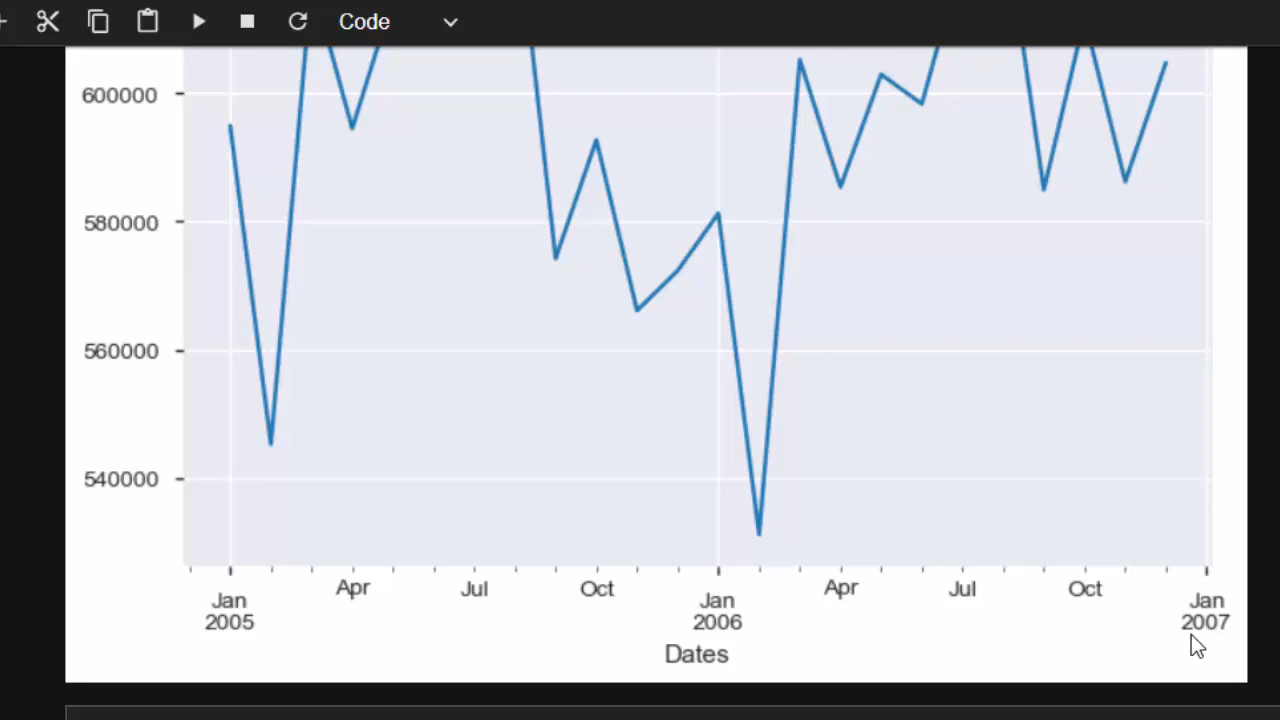 Code
600000
580000
560000
540000
Apr Jul Oct Apr Jul Oct
Jan Jan Jan
2005 2006 2007
Dates